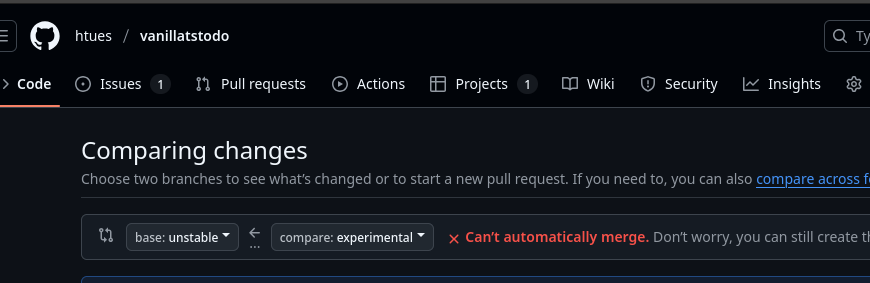 htues / vanillatstodo Ty
Code Issues 1 Pull requests Actions Projects 1 Wiki Security Insights
Comparing changes
Choose two branches to see what's changed or to start a new pull request. If you need to, you can also compare across
base: unstable ← compare: experimental × Can't automatically merge. Don't worry, you can still create
...